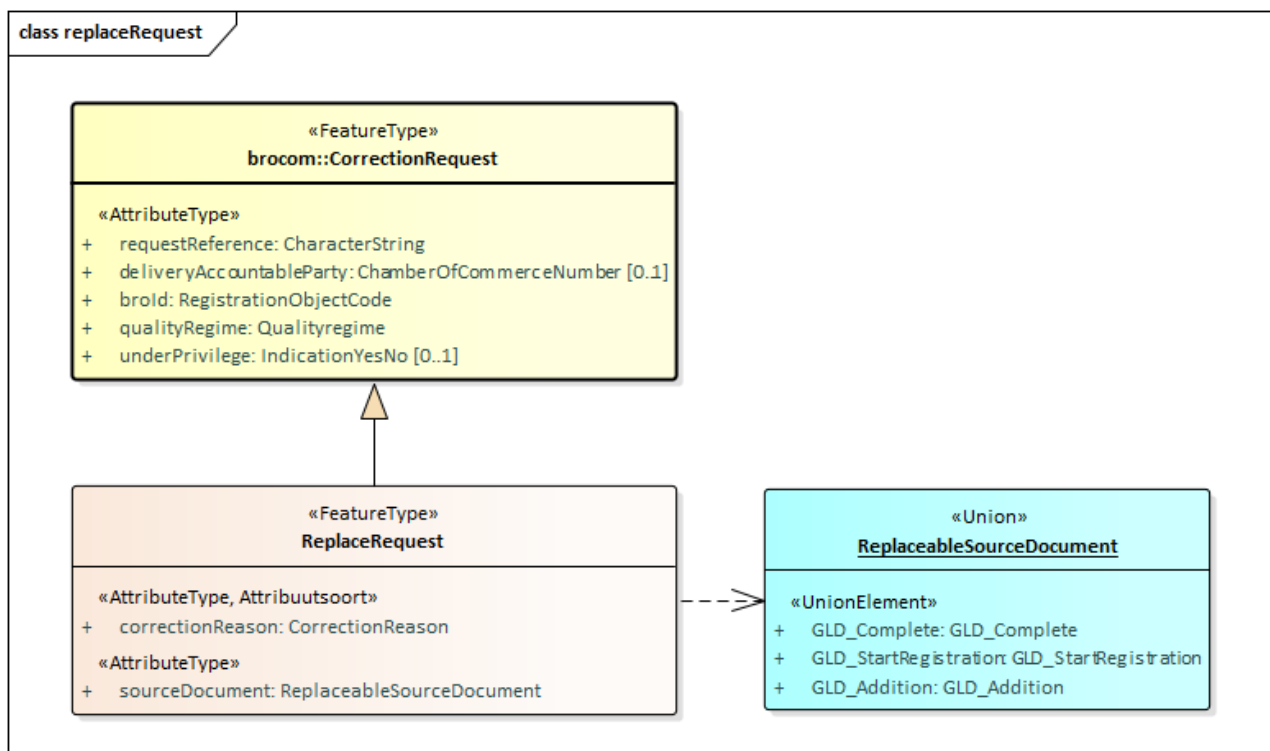 class replaceRequest
«FeatureType»
brocom::CorrectionRequest
«AttributeType»
+ requestReference: CharacterString
+ deliveryAccountableParty: ChamberOfCommerceNumber [0..1]
+ broId: RegistrationObjectCode
+ qualityRegime: Qualityregime
+ underPrivilege: IndicationYesNo [0..1]
«FeatureType»
ReplaceRequest
«AttributeType, Attribuutsoort»
+ correctionReason: CorrectionReason
«AttributeType»
+ sourceDocument: ReplaceableSourceDocument
«Union»
ReplaceableSourceDocument
«UnionElement»
+ GLD_Complete: GLD_Complete
+ GLD_StartRegistration: GLD_StartRegistration
+ GLD_Addition: GLD_Addition